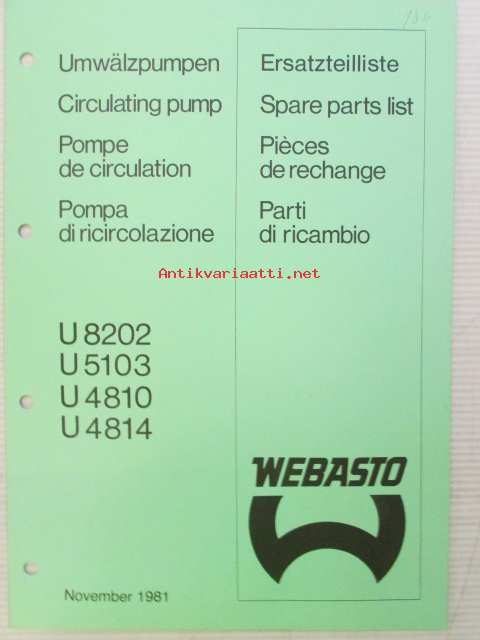 Umwälzpumpen
Circulating pump
Pompe
de circulation
Pompa
di ricircolazione
Ersatzteilliste
Spare parts list
Pièces
de rechange
Parti
di ricambio
Antikvariaatti.net
U 8202
U 5103
U 4810
U 4814
WEBASTO
November 1981